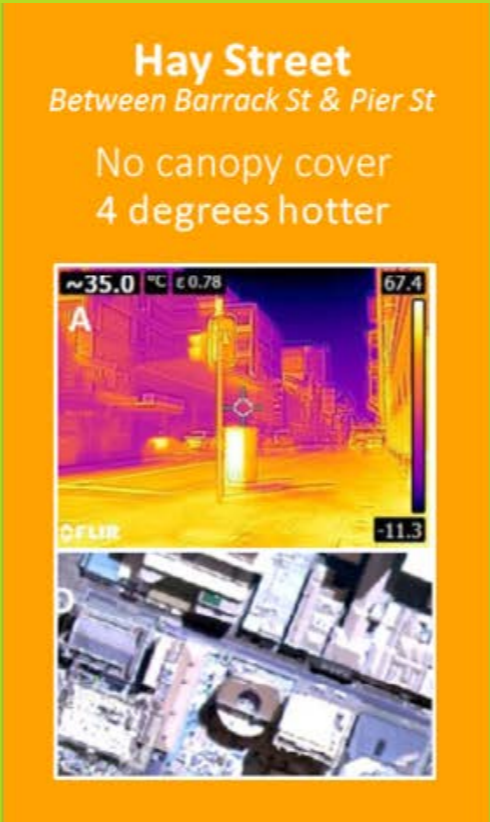 Hay Street
Between Barrack St & Pier St
No canopy cover
4 degrees hotter
~35.0 °C ε 0.78 67.4
A
FLIR -11.3